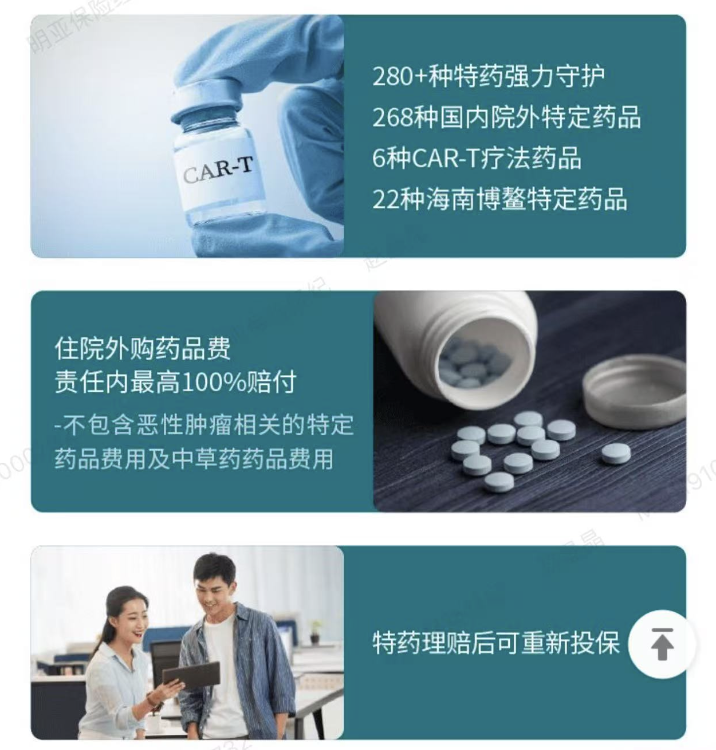 明亚保险经
CAR-T
280+种特药强力守护
268种国内院外特定药品
6种CAR-T疗法药品
22种海南博鳌特定药品
住院外购药品费
责任内最高100%赔付
-不包含恶性肿瘤相关的特定
药品费用及中草药药品费用
特药理赔后可重新投保